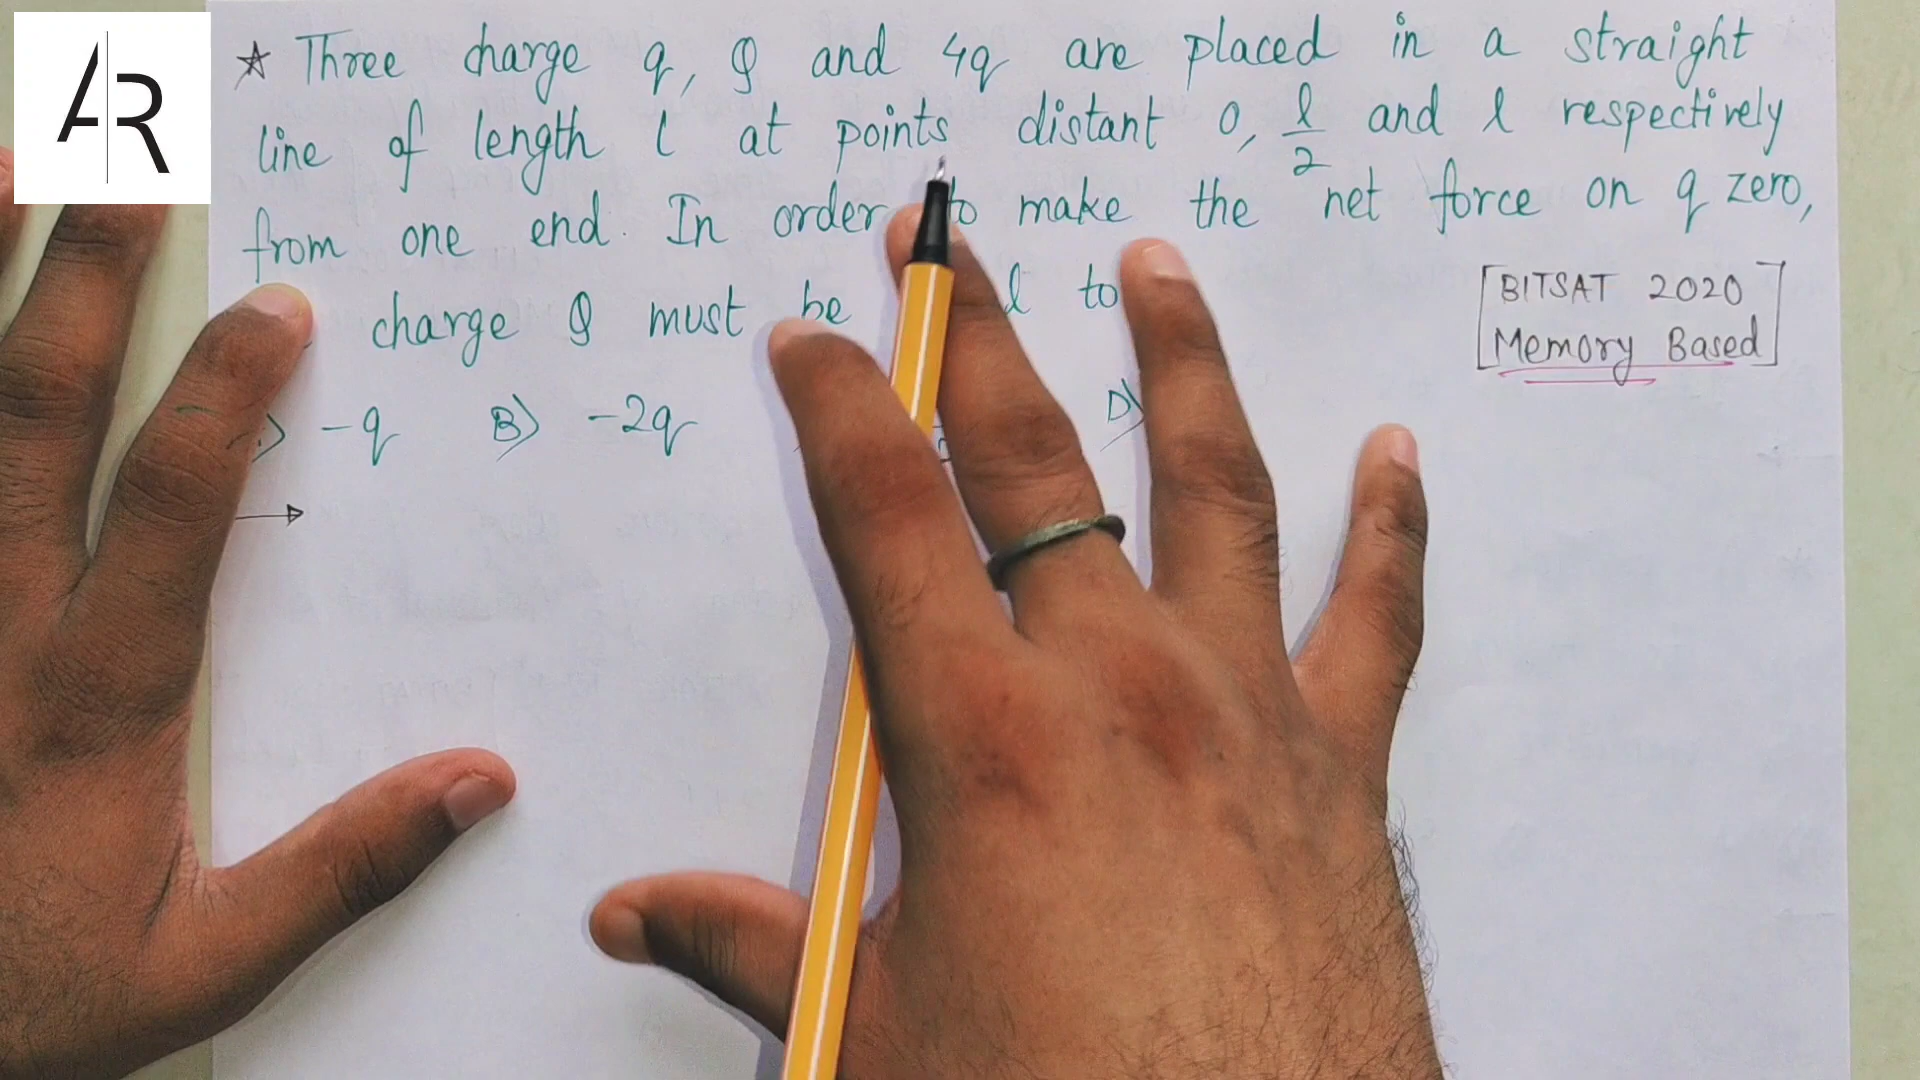 AR
☆ Three charge q, Q and 4q are placed in a straight
line of length l at points distant 0, l/2 and l respectively
from one end. In order to make the net force on q zero,
charge Q must be to
[BITSAT 2020
Memory Based]
-q B) -2q D)
→